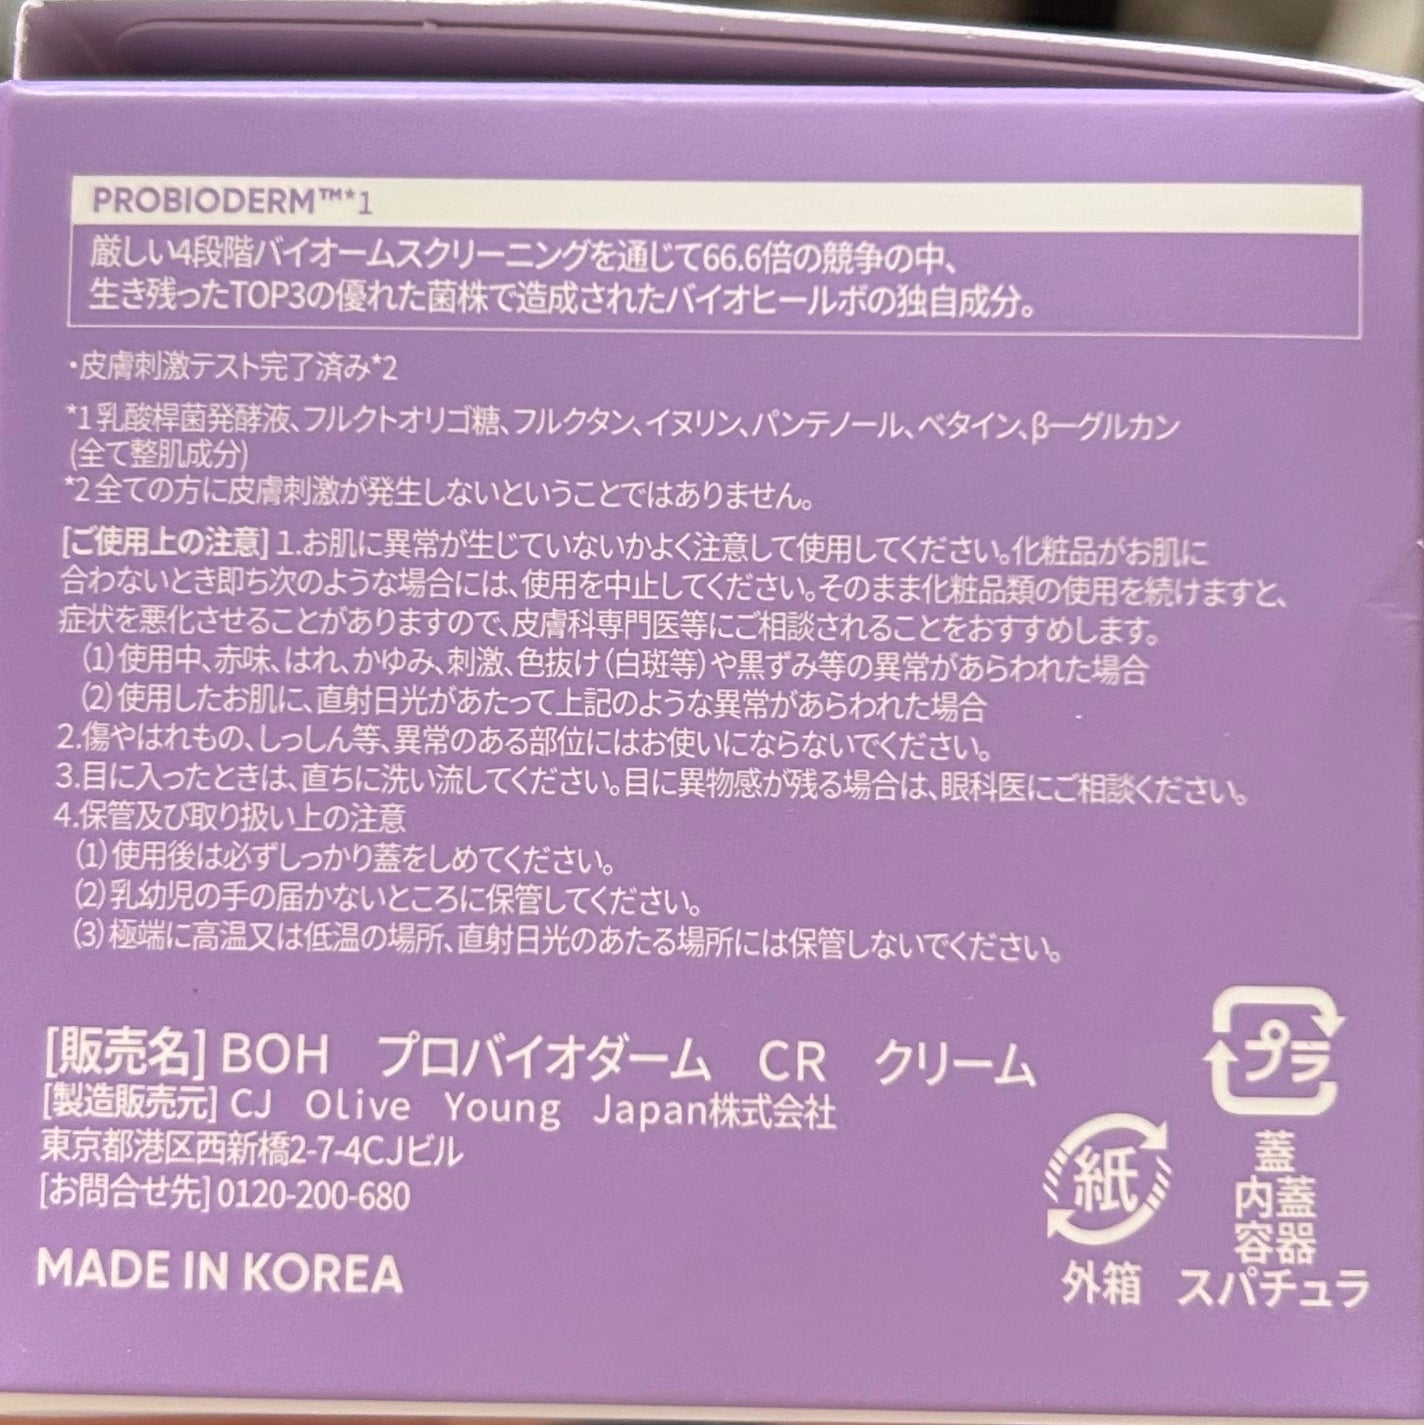 PROBIODERM™*1
厳しい4段階バイオームスクリーニングを通じて66.6倍の競争の中、
生き残ったTOP3の優れた菌株で造成されたバイオヒールボの独自成分。
・皮膚刺激テスト完了済み*2
*1 乳酸桿菌発酵液、フルクトオリゴ糖、フルクタン、イヌリン、パンテノール、ベタイン、β−グルカン
(全て整肌成分)
*2 全ての方に皮膚刺激が発生しないということではありません。
[ご使用上の注意] 1.お肌に異常が生じていないかよく注意して使用してください。化粧品がお肌に
合わないとき即ち次のような場合には、使用を中止してください。そのまま化粧品類の使用を続けますと、
症状を悪化させることがありますので、皮膚科専門医等にご相談されることをおすすめします。
(1) 使用中、赤味、はれ、かゆみ、刺激、色抜け(白斑等)や黒ずみ等の異常があらわれた場合
(2) 使用したお肌に、直射日光があたって上記のような異常があらわれた場合
2.傷やはれもの、しっしん等、異常のある部位にはお使いにならないでください。
3.目に入ったときは、直ちに洗い流してください。目に異物感が残る場合は、眼科医にご相談ください。
4.保管及び取り扱い上の注意
(1) 使用後は必ずしっかり蓋をしめてください。
(2) 乳幼児の手の届かないところに保管してください。
(3) 極端に高温又は低温の場所、直射日光のあたる場所には保管しないでください。
[販売名] BOH プロバイオダーム CR クリーム
[製造販売元] CJ Olive Young Japan株式会社
東京都港区西新橋2-7-4CJビル
[お問合せ先] 0120-200-680
MADE IN KOREA
紙
外箱
プラ
蓋
内蓋
容器
スパチュラ